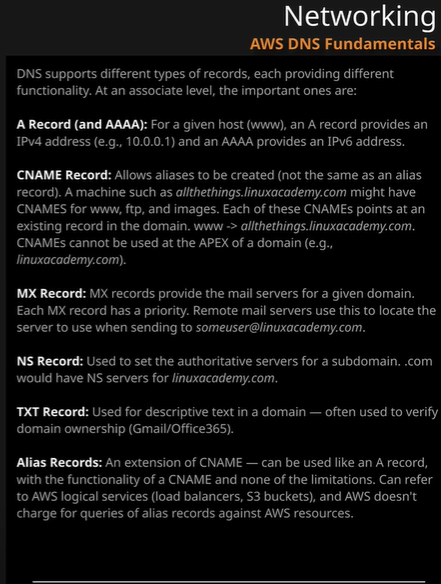 Networking
AWS DNS Fundamentals
DNS supports different types of records, each providing different
functionality. At an associate level, the important ones are:
A Record (and AAAA): For a given host (www), an A record provides an
IPv4 address (e.g., 10.0.0.1) and an AAAA provides an IPv6 address.
CNAME Record: Allows aliases to be created (not the same as an alias
record). A machine such as allthethings.linuxacademy.com might have
CNAMES for www, ftp, and images. Each of these CNAMEs points at an
existing record in the domain. www -> allthethings.linuxacademy.com.
CNAMEs cannot be used at the APEX of a domain (e.g.,
linuxacademy.com).
MX Record: MX records provide the mail servers for a given domain.
Each MX record has a priority. Remote mail servers use this to locate the
server to use when sending to someuser@linuxacademy.com.
NS Record: Used to set the authoritative servers for a subdomain. .com
would have NS servers for linuxacademy.com.
TXT Record: Used for descriptive text in a domain — often used to verify
domain ownership (Gmail/Office365).
Alias Records: An extension of CNAME — can be used like an A record,
with the functionality of a CNAME and none of the limitations. Can refer
to AWS logical services (load balancers, S3 buckets), and AWS doesn't
charge for queries of alias records against AWS resources.